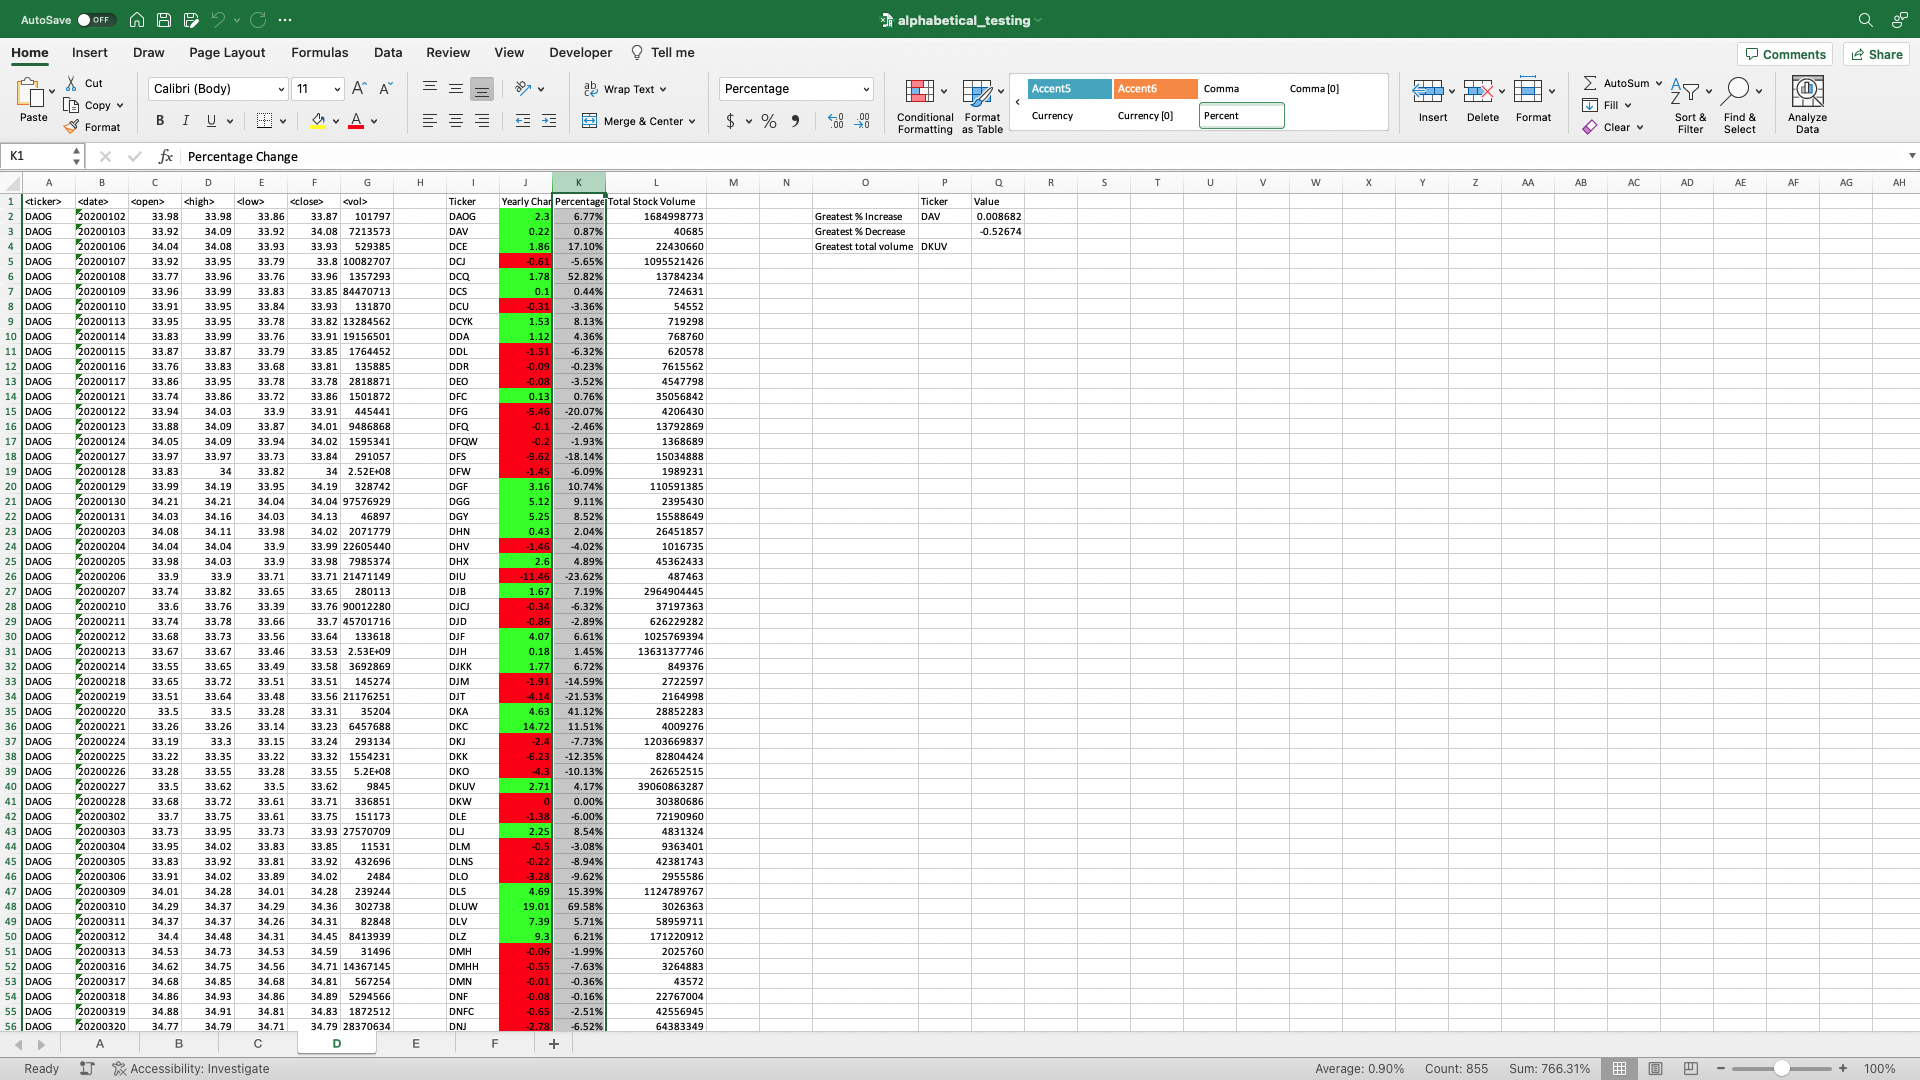 AutoSave OFF alphabetical_testing
Home Insert Draw Page Layout Formulas Data Review View Developer Tell me Comments Share
Paste Cut Copy Format Calibri (Body) 11 Wrap Text Merge & Center Percentage Conditional Formatting Format as Table Accent5 Accent6 Comma Comma [0] Currency Currency [0] Percent Insert Delete Format AutoSum Fill Clear Sort & Filter Find & Select Analyze Data
K1 fx Percentage Change
A B C D E F G H I J K L M N O P Q R S T U V W X Y Z AA AB AC AD AE AF AG AH
1 <ticker> <date> <open> <high> <low> <close> <vol> Ticker Yearly Chan Percentage Total Stock Volume Ticker Value
2 DAOG 20200102 33.98 33.98 33.86 33.87 101797 DAOG 2.3 6.77% 1684998773 Greatest % Increase DAV 0.008682
3 DAOG 20200103 33.92 34.09 33.92 34.08 7213573 DAV 0.22 0.87% 40685 Greatest % Decrease -0.52674
4 DAOG 20200106 34.04 34.08 33.93 33.93 529385 DCE 1.86 17.10% 22430660 Greatest total volume DKUV
5 DAOG 20200107 33.92 33.95 33.79 33.8 10082707 DCJ -0.61 -5.65% 1095521426
6 DAOG 20200108 33.77 33.96 33.76 33.96 1357293 DCQ 1.78 52.82% 13784234
7 DAOG 20200109 33.96 33.99 33.83 33.85 84470713 DCS 0.1 0.44% 724631
8 DAOG 20200110 33.91 33.95 33.84 33.93 131870 DCU -0.31 -3.36% 54552
9 DAOG 20200113 33.95 33.95 33.78 33.82 13284562 DCYK 1.53 8.13% 719298
10 DAOG 20200114 33.83 33.99 33.76 33.91 19156501 DDA 1.12 4.36% 768760
11 DAOG 20200115 33.87 33.87 33.79 33.85 1764452 DDL -1.51 -6.32% 620578
12 DAOG 20200116 33.76 33.83 33.68 33.81 135885 DDR -0.09 -0.23% 7615562
13 DAOG 20200117 33.86 33.95 33.78 33.78 2818871 DEO -0.08 -3.52% 4547798
14 DAOG 20200121 33.74 33.86 33.72 33.86 1501872 DFC 0.13 0.76% 35056842
15 DAOG 20200122 33.94 34.03 33.9 33.91 445441 DFG -5.46 -20.07% 4206430
16 DAOG 20200123 33.88 34.09 33.87 34.01 9486868 DFQ -0.1 -2.46% 13792869
17 DAOG 20200124 34.05 34.09 33.94 34.02 1595341 DFQW -0.2 -1.93% 1368689
18 DAOG 20200127 33.97 33.97 33.73 33.84 291057 DFS -9.62 -18.14% 15034888
19 DAOG 20200128 33.83 34 33.82 34 2.52E+08 DFW -1.45 -6.09% 1989231
20 DAOG 20200129 33.99 34.19 33.95 34.19 328742 DGF 3.16 10.74% 110591385
21 DAOG 20200130 34.21 34.21 34.04 34.04 97576929 DGG 5.12 9.11% 2395430
22 DAOG 20200131 34.03 34.16 34.03 34.13 46897 DGY 5.25 8.52% 15588649
23 DAOG 20200203 34.08 34.11 33.98 34.02 2071779 DHN 0.43 2.04% 26451857
24 DAOG 20200204 34.04 34.04 33.9 33.99 22605440 DHV -1.46 -4.02% 1016735
25 DAOG 20200205 33.98 34.03 33.9 33.98 7985374 DHX 2.6 4.89% 45362433
26 DAOG 20200206 33.9 33.9 33.71 33.71 21471149 DIU -11.46 -23.62% 487463
27 DAOG 20200207 33.74 33.82 33.65 33.65 280113 DJB 1.67 7.19% 2964904445
28 DAOG 20200210 33.6 33.76 33.39 33.76 90012280 DJCJ -0.34 -6.32% 37197363
29 DAOG 20200211 33.74 33.78 33.66 33.7 45701716 DJD -0.86 -2.89% 626229282
30 DAOG 20200212 33.68 33.73 33.56 33.64 133618 DJF 4.07 6.61% 1025769394
31 DAOG 20200213 33.67 33.67 33.46 33.53 2.53E+09 DJH 0.18 1.45% 13631377746
32 DAOG 20200214 33.55 33.65 33.49 33.58 3692869 DJKK 1.77 6.72% 849376
33 DAOG 20200218 33.65 33.72 33.51 33.51 145274 DJM -1.91 -14.59% 2722597
34 DAOG 20200219 33.51 33.64 33.48 33.56 21176251 DJT -4.14 -21.53% 2164998
35 DAOG 20200220 33.5 33.5 33.28 33.31 35204 DKA 4.63 41.12% 28852283
36 DAOG 20200221 33.26 33.26 33.14 33.23 6457688 DKC 14.72 11.51% 4009276
37 DAOG 20200224 33.19 33.3 33.15 33.24 293134 DKJ -2.4 -7.73% 1203669837
38 DAOG 20200225 33.22 33.35 33.22 33.32 1554231 DKK -6.23 -12.35% 82804424
39 DAOG 20200226 33.28 33.55 33.28 33.55 5.2E+08 DKO -4.3 -10.13% 262652515
40 DAOG 20200227 33.5 33.62 33.5 33.62 9845 DKUV 2.71 4.17% 39060863287
41 DAOG 20200228 33.68 33.72 33.61 33.71 336851 DKW 0 0.00% 30380686
42 DAOG 20200302 33.7 33.75 33.61 33.75 151173 DLE -1.38 -6.00% 72190960
43 DAOG 20200303 33.73 33.95 33.73 33.93 27570709 DLJ 2.25 8.54% 4831324
44 DAOG 20200304 33.95 34.02 33.83 33.85 11531 DLM -0.5 -3.08% 9363401
45 DAOG 20200305 33.83 33.92 33.81 33.92 432696 DLNS -0.22 -8.94% 42381743
46 DAOG 20200306 33.91 34.02 33.89 34.02 2484 DLO -3.28 -9.62% 2955586
47 DAOG 20200309 34.01 34.28 34.01 34.28 239244 DLS 4.69 15.39% 1124789767
48 DAOG 20200310 34.29 34.37 34.29 34.36 302738 DLUW 19.01 69.58% 3026363
49 DAOG 20200311 34.37 34.37 34.26 34.31 82848 DLV 7.39 5.71% 58959711
50 DAOG 20200312 34.4 34.48 34.31 34.45 8413939 DLZ 9.3 6.21% 171220912
51 DAOG 20200313 34.53 34.73 34.53 34.59 31496 DMH -0.06 -1.99% 2025760
52 DAOG 20200316 34.62 34.75 34.56 34.71 14367145 DMHH -0.55 -7.63% 3264883
53 DAOG 20200317 34.68 34.85 34.68 34.81 567254 DMN -0.01 -0.36% 43572
54 DAOG 20200318 34.86 34.93 34.86 34.89 5294566 DNF -0.08 -0.16% 22767004
55 DAOG 20200319 34.88 34.91 34.81 34.83 1872512 DNFC -0.65 -2.51% 42556945
56 DAOG 20200320 34.77 34.79 34.71 34.79 28370634 DNJ -2.78 -6.52% 64383349
A B C D E F +
Ready Accessibility: Investigate Average: 0.90% Count: 855 Sum: 766.31% 100%